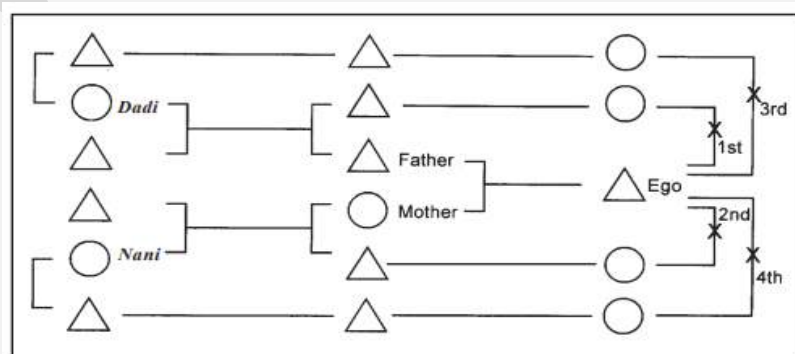 Dadi
3rd
1st
Father
Ego
Mother
2nd
Nani
4th